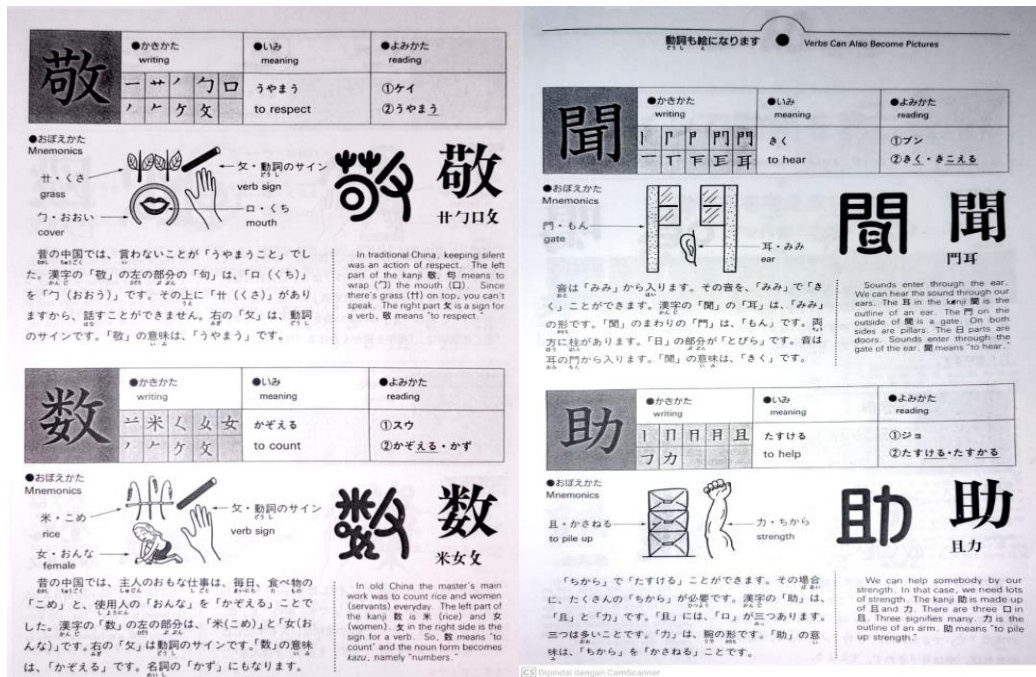 敬
●かきかた
writing
●いみ
meaning
●よみかた
reading
一 艹 ノ 勹 口
ノ 𠂉 ケ 攵
うやまう
to respect
①ケイ
②うやまう
●おぼえかた
Mnemonics
艹・くさ
grass
勹・おおい
cover
攵・動詞のサイン
どうし
verb sign
口・くち
mouth
敬
艹勹口攵
昔の中国では、言わないことが「うやまうこと」でし
た。漢字の「敬」の左の部分の「句」は、「口(くち)」
を「勹(おおう)」です。その上に「艹(くさ)」があり
ますから、話すことができません。右の「攵」は、動詞
のサインです。「敬」の意味は、「うやまう」です。
In traditional China, keeping silent
was an action of respect. The left
part of the kanji 敬, 句 means to
wrap (勹) the mouth (口). Since
there's grass (艹) on top, you can't
speak. The right part 攵 is a sign for
a verb. 敬 means "to respect."
数
●かきかた
writing
●いみ
meaning
●よみかた
reading
䒑 米 く 女 女
ノ 𠂉 ケ 攵
かぞえる
to count
①スウ
②かぞえる・かず
●おぼえかた
Mnemonics
米・こめ
rice
女・おんな
female
攵・動詞のサイン
どうし
verb sign
数
米女攵
昔の中国では、主人のおもな仕事は、毎日、食べ物の
「こめ」と、使用人の「おんな」を「かぞえる」ことで
した。漢字の「数」の左の部分は、「米(こめ)」と「女(お
んな)」です。右の「攵」は動詞のサインです。「数」の意味
は、「かぞえる」です。名詞の「かず」にもなります。
In old China the master's main
work was to count rice and women
(servants) everyday. The left part of
the kanji 数 is 米 (rice) and 女
(women). 攵 in the right side is the
sign for a verb. So, 数 means "to
count" and the noun form becomes
kazu, namely "numbers."
動詞も絵になります
どうし え
Verbs Can Also Become Pictures
聞
●かきかた
writing
●いみ
meaning
●よみかた
reading
門 門
耳
きく
to hear
①ブン
②きく・きこえる
●おぼえかた
Mnemonics
門・もん
gate
耳・みみ
ear
聞
門耳
音は「みみ」から入ります。その音を、「みみ」で「き
く」ことができます。漢字の「聞」の「耳」は、「みみ」
の形です。「聞」のまわりの「門」は、「もん」です。両
方に柱があります。「日」の部分が「とびら」です。音は
耳の門から入ります。「聞」の意味は、「きく」です。
Sounds enter through the ear.
We can hear the sound through our
ears. The 耳 in the kanji 聞 is the
outline of an ear. The 門 on the
outside of 聞 is a gate. On both
sides are pillars. The 日 parts are
doors. Sounds enter through the
gate of the ear. 聞 means "to hear."
助
●かきかた
writing
●いみ
meaning
●よみかた
reading
丨 冂 月 月 且
フ 力
たすける
to help
①ジョ
②たすける・たすかる
●おぼえかた
Mnemonics
且・かさねる
to pile up
力・ちから
strength
助
且力
「ちから」で「たすける」ことができます。その場合
に、たくさんの「ちから」が必要です。漢字の「助」は、
「且」と「力」です。「且」には、「口」が三つあります。
三つは多いことです。「力」は、腕の形です。「助」の意
味は、「ちから」を「かさねる」ことです。
We can help somebody by our
strength. In that case, we need lots
of strength. The kanji 助 is made up
of 且 and 力. There are three 口 in
且. Three signifies many. 力 is the
outline of an arm. 助 means "to pile
up strength."
CS Dipindai dengan CamScanner